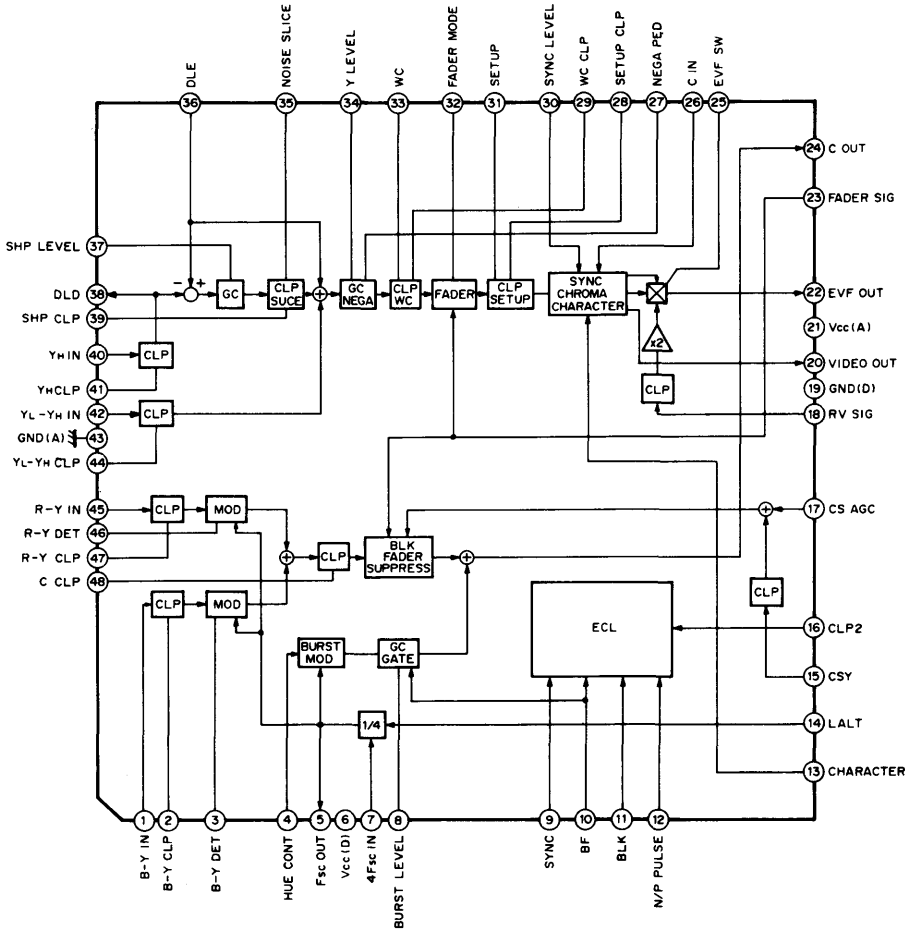 DLE
NOISE SLICE
Y LEVEL
WC
FADER MODE
SETUP
SYNC LEVEL
WC CLP
SETUP CLP
NEGA PED
C IN
EVF SW
36
35
34
33
32
31
30
29
28
27
26
25
24 C OUT
23 FADER SIG
SHP LEVEL 37
DLD 38
− +
GC
CLP
SUCE
+
GC
NEGA
CLP
WC
FADER
CLP
SETUP
SYNC
CHROMA
CHARACTER
22 EVF OUT
SHP CLP 39
21 Vcc(A)
x2
YH IN 40
CLP
20 VIDEO OUT
YH CLP 41
CLP
19 GND(D)
YL-YH IN 42
CLP
18 RV SIG
GND(A) 43
YL-YH CLP 44
R-Y IN 45
CLP
MOD
+
17 CS AGC
R-Y DET 46
R-Y CLP 47
+
CLP
BLK
FADER
SUPPRESS
+
C CLP 48
CLP
CLP
MOD
ECL
16 CLP2
BURST
MOD
GC
GATE
15 CSY
1/4
14 LALT
13 CHARACTER
1
2
3
4
5
6
7
8
9
10
11
12
B-Y IN
B-Y CLP
B-Y DET
HUE CONT
Fsc OUT
Vcc(D)
4Fsc IN
BURST LEVEL
SYNC
BF
BLK
N/P PULSE